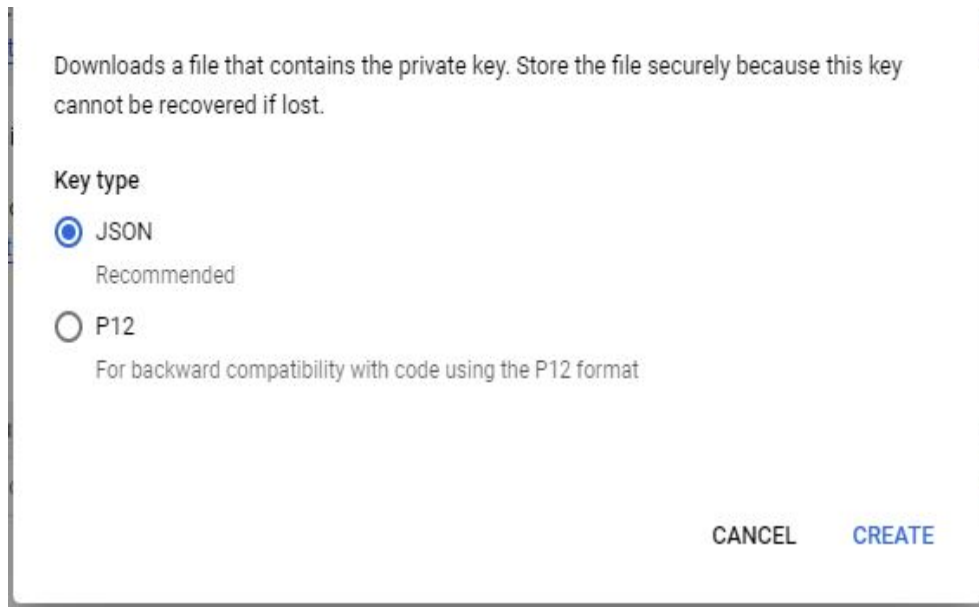 Downloads a file that contains the private key. Store the file securely because this key
cannot be recovered if lost.
Key type
JSON
Recommended
P12
For backward compatibility with code using the P12 format
CANCEL CREATE